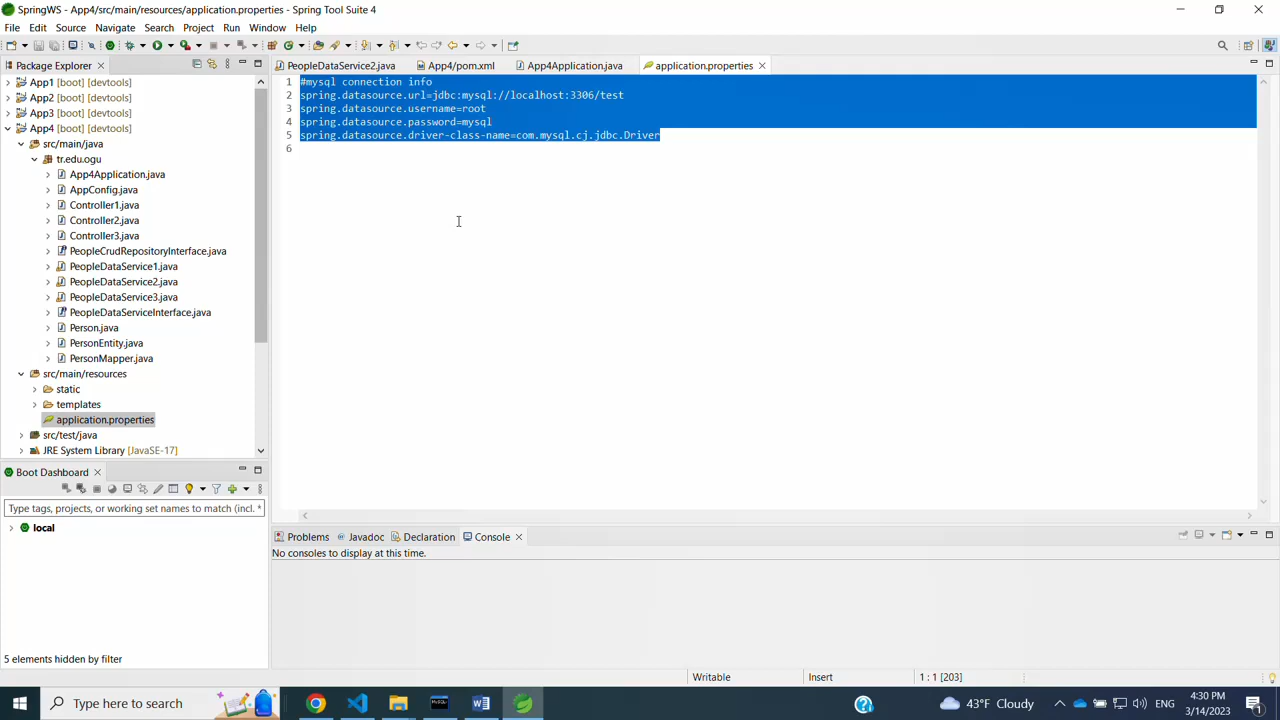 SpringWS - App4/src/main/resources/application.properties - Spring Tool Suite 4
File Edit Source Navigate Search Project Run Window Help
Package Explorer
PeopleDataService2.java
App4/pom.xml
App4Application.java
application.properties
App1 [boot] [devtools]
App2 [boot] [devtools]
App3 [boot] [devtools]
App4 [boot] [devtools]
src/main/java
tr.edu.ogu
App4Application.java
AppConfig.java
Controller1.java
Controller2.java
Controller3.java
PeopleCrudRepositoryInterface.java
PeopleDataService1.java
PeopleDataService2.java
PeopleDataService3.java
PeopleDataServiceInterface.java
Person.java
PersonEntity.java
PersonMapper.java
src/main/resources
static
templates
application.properties
src/test/java
JRE System Library [JavaSE-17]
1 #mysql connection info
2 spring.datasource.url=jdbc:mysql://localhost:3306/test
3 spring.datasource.username=root
4 spring.datasource.password=mysql
5 spring.datasource.driver-class-name=com.mysql.cj.jdbc.Driver
6
Boot Dashboard
Type tags, projects, or working set names to match (incl. *
local
5 elements hidden by filter
Problems Javadoc Declaration Console
No consoles to display at this time.
Writable Insert 1 : 1 [203]
Type here to search
43°F Cloudy
ENG
4:30 PM
3/14/2023
1